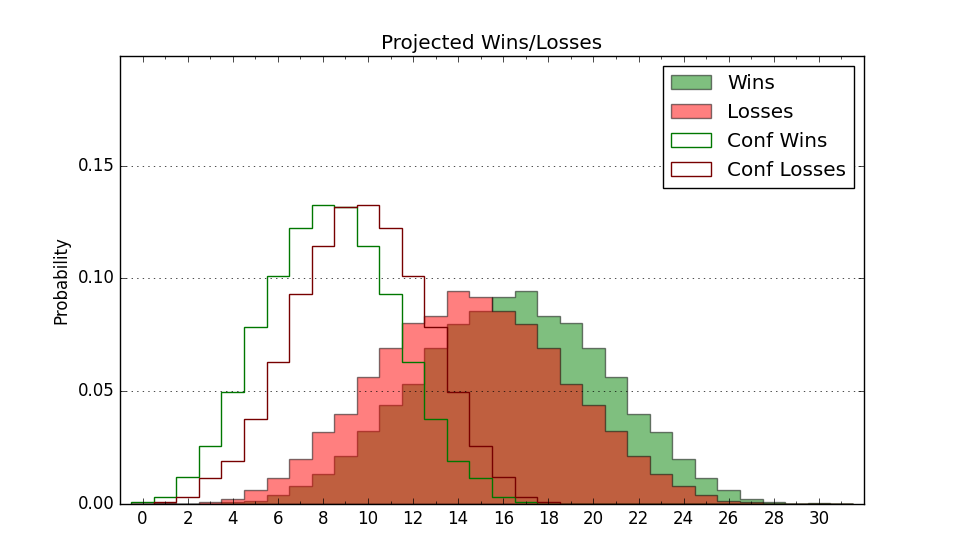 Projected Wins/Losses
Wins
Losses
Conf Wins
Conf Losses
Probability
0.15
0.10
0.05
0.00
0 2 4 6 8 10 12 14 16 18 20 22 24 26 28 30